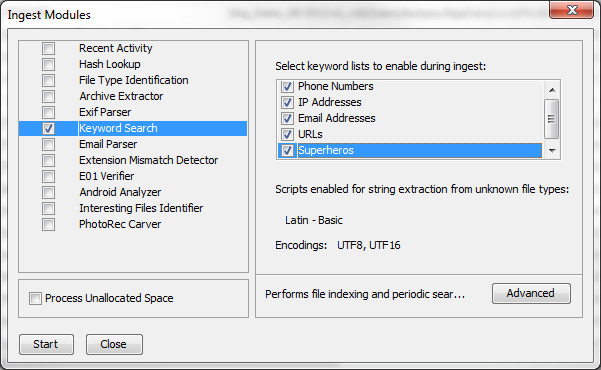 Ingest Modules
Recent Activity
Hash Lookup
File Type Identification
Archive Extractor
Exif Parser
Keyword Search
Email Parser
Extension Mismatch Detector
E01 Verifier
Android Analyzer
Interesting Files Identifier
PhotoRec Carver
Process Unallocated Space
Select keyword lists to enable during ingest:
Phone Numbers
IP Addresses
Email Addresses
URLs
Superheros
Scripts enabled for string extraction from unknown file types:
Latin - Basic
Encodings: UTF8, UTF16
Performs file indexing and periodic sear...
Advanced
Start
Close